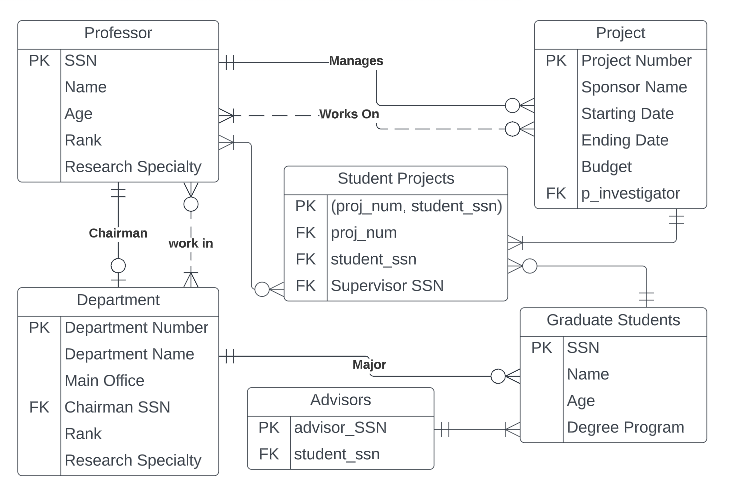 Professor
PK SSN
Name
Age
Rank
Research Specialty
Manages
Works On
Project
PK Project Number
Sponsor Name
Starting Date
Ending Date
Budget
FK p_investigator
Student Projects
PK (proj_num, student_ssn)
FK proj_num
FK student_ssn
FK Supervisor SSN
Chairman
work in
Department
PK Department Number
Department Name
Main Office
FK Chairman SSN
Rank
Research Specialty
Major
Graduate Students
PK SSN
Name
Age
Degree Program
Advisors
PK advisor_SSN
FK student_ssn